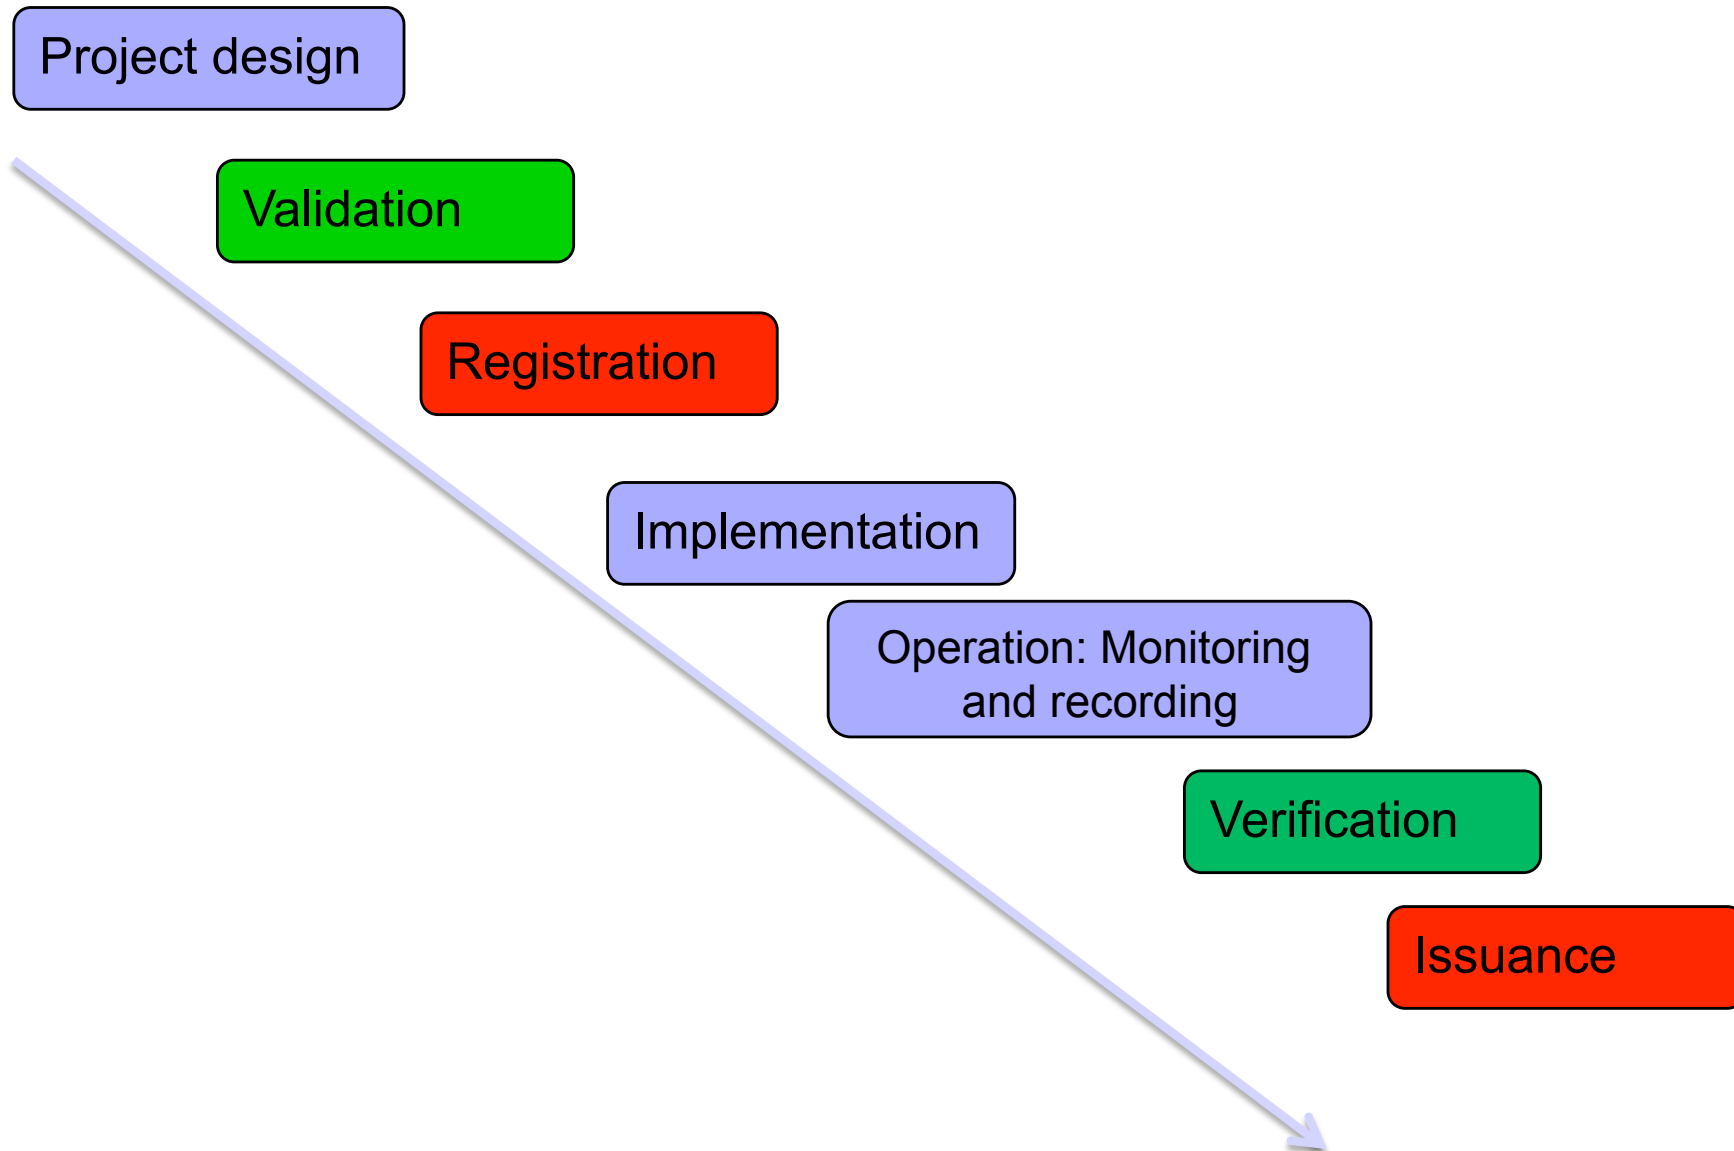 Project design
Validation
Registration
Implementation
Operation: Monitoring
and recording
Verification
Issuance